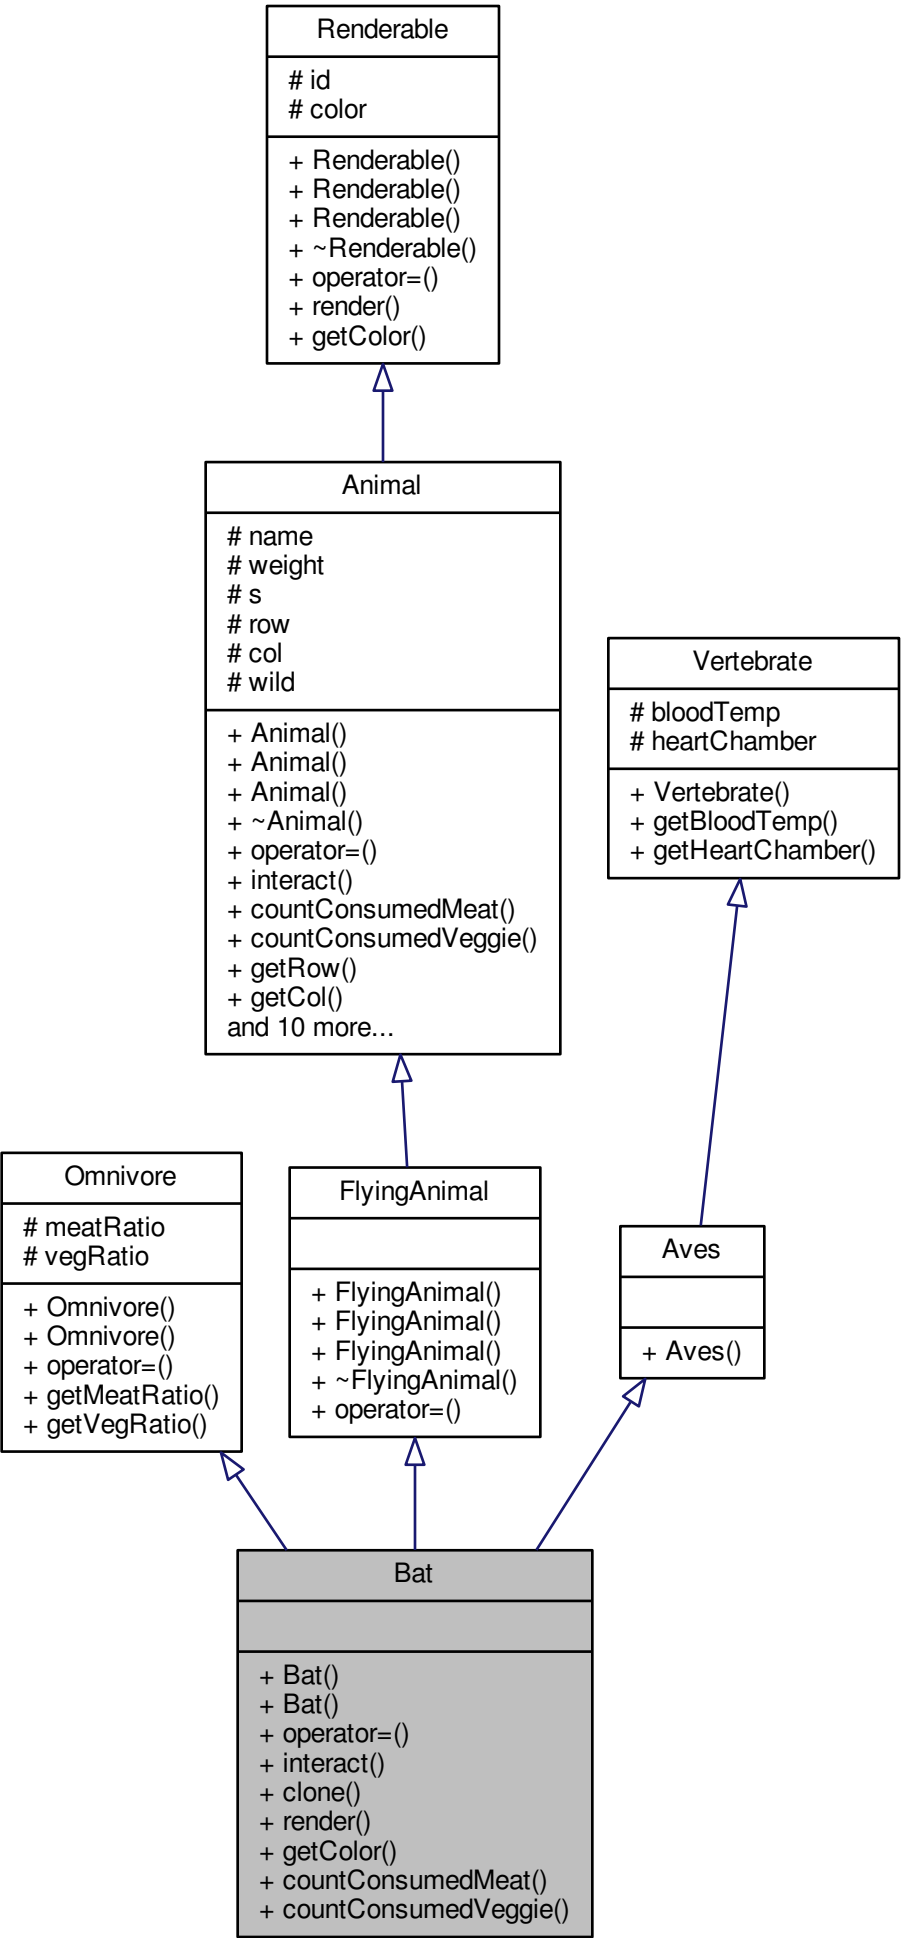 Renderable
# id
# color
+ Renderable()
+ Renderable()
+ Renderable()
+ ~Renderable()
+ operator=()
+ render()
+ getColor()
Animal
# name
# weight
# s
# row
# col
# wild
+ Animal()
+ Animal()
+ Animal()
+ ~Animal()
+ operator=()
+ interact()
+ countConsumedMeat()
+ countConsumedVeggie()
+ getRow()
+ getCol()
and 10 more...
Vertebrate
# bloodTemp
# heartChamber
+ Vertebrate()
+ getBloodTemp()
+ getHeartChamber()
Omnivore
# meatRatio
# vegRatio
+ Omnivore()
+ Omnivore()
+ operator=()
+ getMeatRatio()
+ getVegRatio()
FlyingAnimal
+ FlyingAnimal()
+ FlyingAnimal()
+ FlyingAnimal()
+ ~FlyingAnimal()
+ operator=()
Aves
+ Aves()
Bat
+ Bat()
+ Bat()
+ operator=()
+ interact()
+ clone()
+ render()
+ getColor()
+ countConsumedMeat()
+ countConsumedVeggie()